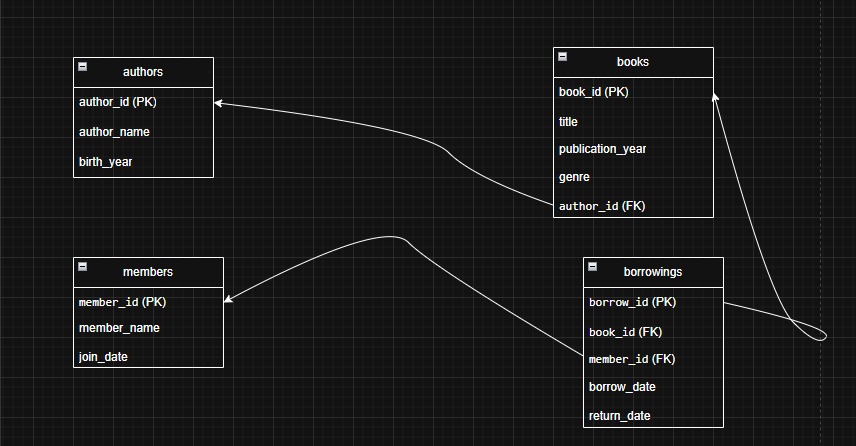 authors
author_id (PK)
author_name
birth_year
books
book_id (PK)
title
publication_year
genre
author_id (FK)
members
member_id (PK)
member_name
join_date
borrowings
borrow_id (PK)
book_id (FK)
member_id (FK)
borrow_date
return_date